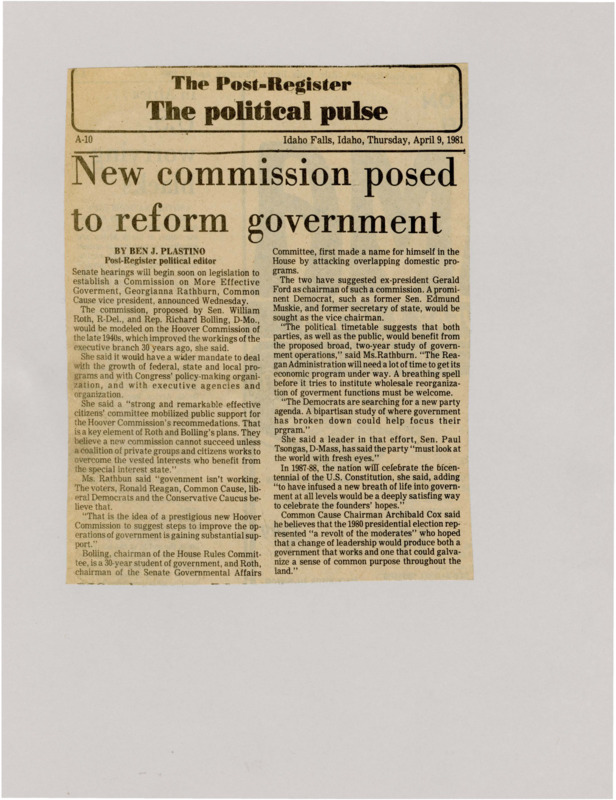 The Post-Register
The political pulse
A-10
Idaho Falls, Idaho, Thursday, April 9, 1981
New commission posed
to reform government
BY BEN J. PLASTINO
Post-Register political editor
Senate hearings will begin soon on legislation to
establish a Commission on More Effective
Goverment, Georgianna Rathburn, Common
Cause vice president, announced Wednesday.
The commission, proposed by Sen. William
Roth, R-Del., and Rep. Richard Bolling, D-Mo.,
would be modeled on the Hoover Commission of
the late 1940s, which improved the workings of the
executive branch 30 years ago, she said.
She said it would have a wider mandate to deal
with the growth of federal, state and local pro-
grams and with Congress' policy-making organi-
zation, and with executive agencies and
organization.
She said a "strong and remarkable effective
citizens' committee mobilized public support for
the Hoover Commission's recommedations. That
is a key element of Roth and Bolling's plans. They
believe a new commission cannot succeed unless
a coalition of private groups and citizens works to
overcome the vested interests who benefit from
the special interest state."
Ms. Rathbun said "govenment isn't working.
The voters, Ronald Reagan, Common Cause, lib-
eral Democrats and the Conservative Caucus be-
lieve that.
"That is the idea of a prestigious new Hoover
Commission to suggest steps to improve the op-
erations of government is gaining substantial sup-
port."
Bolling, chairman of the House Rules Commit-
tee, is a 30-year student of government, and Roth,
chairman of the Senate Governmental Affairs
Committee, first made a name for himself in the
House by attacking overlapping domestic pro-
grams.
The two have suggested ex-president Gerald
Ford as chairman of such a commission. A promi-
nent Democrat, such as former Sen. Edmund
Muskie, and former secretary of state, would be
sought as the vice chairman.
"The political timetable suggests that both
parties, as well as the public, would benefit from
the proposed broad, two-year study of govern-
ment operations," said Ms.Rathburn. "The Rea-
gan Administration will need a lot of time to get its
economic program under way. A breathing spell
before it tries to institute wholesale reorganiza-
tion of goverment functions must be welcome.
"The Democrats are searching for a new party
agenda. A bipartisan study of where government
has broken down could help focus their
prgram."
She said a leader in that effort, Sen. Paul
Tsongas, D-Mass, has said the party "must look at
the world with fresh eyes."
In 1987-88, the nation will celebrate the bicen-
tennial of the U.S. Constitution, she said, adding
"to have infused a new breath of life into govern-
ment at all levels would be a deeply satisfying way
to celebrate the founders' hopes."
Common Cause Chairman Archibald Cox said
he believes that the 1980 presidential election rep-
resented "a revolt of the moderates" who hoped
that a change of leadership would produce both a
government that works and one that could galva-
nize a sense of common purpose throughout the
land."